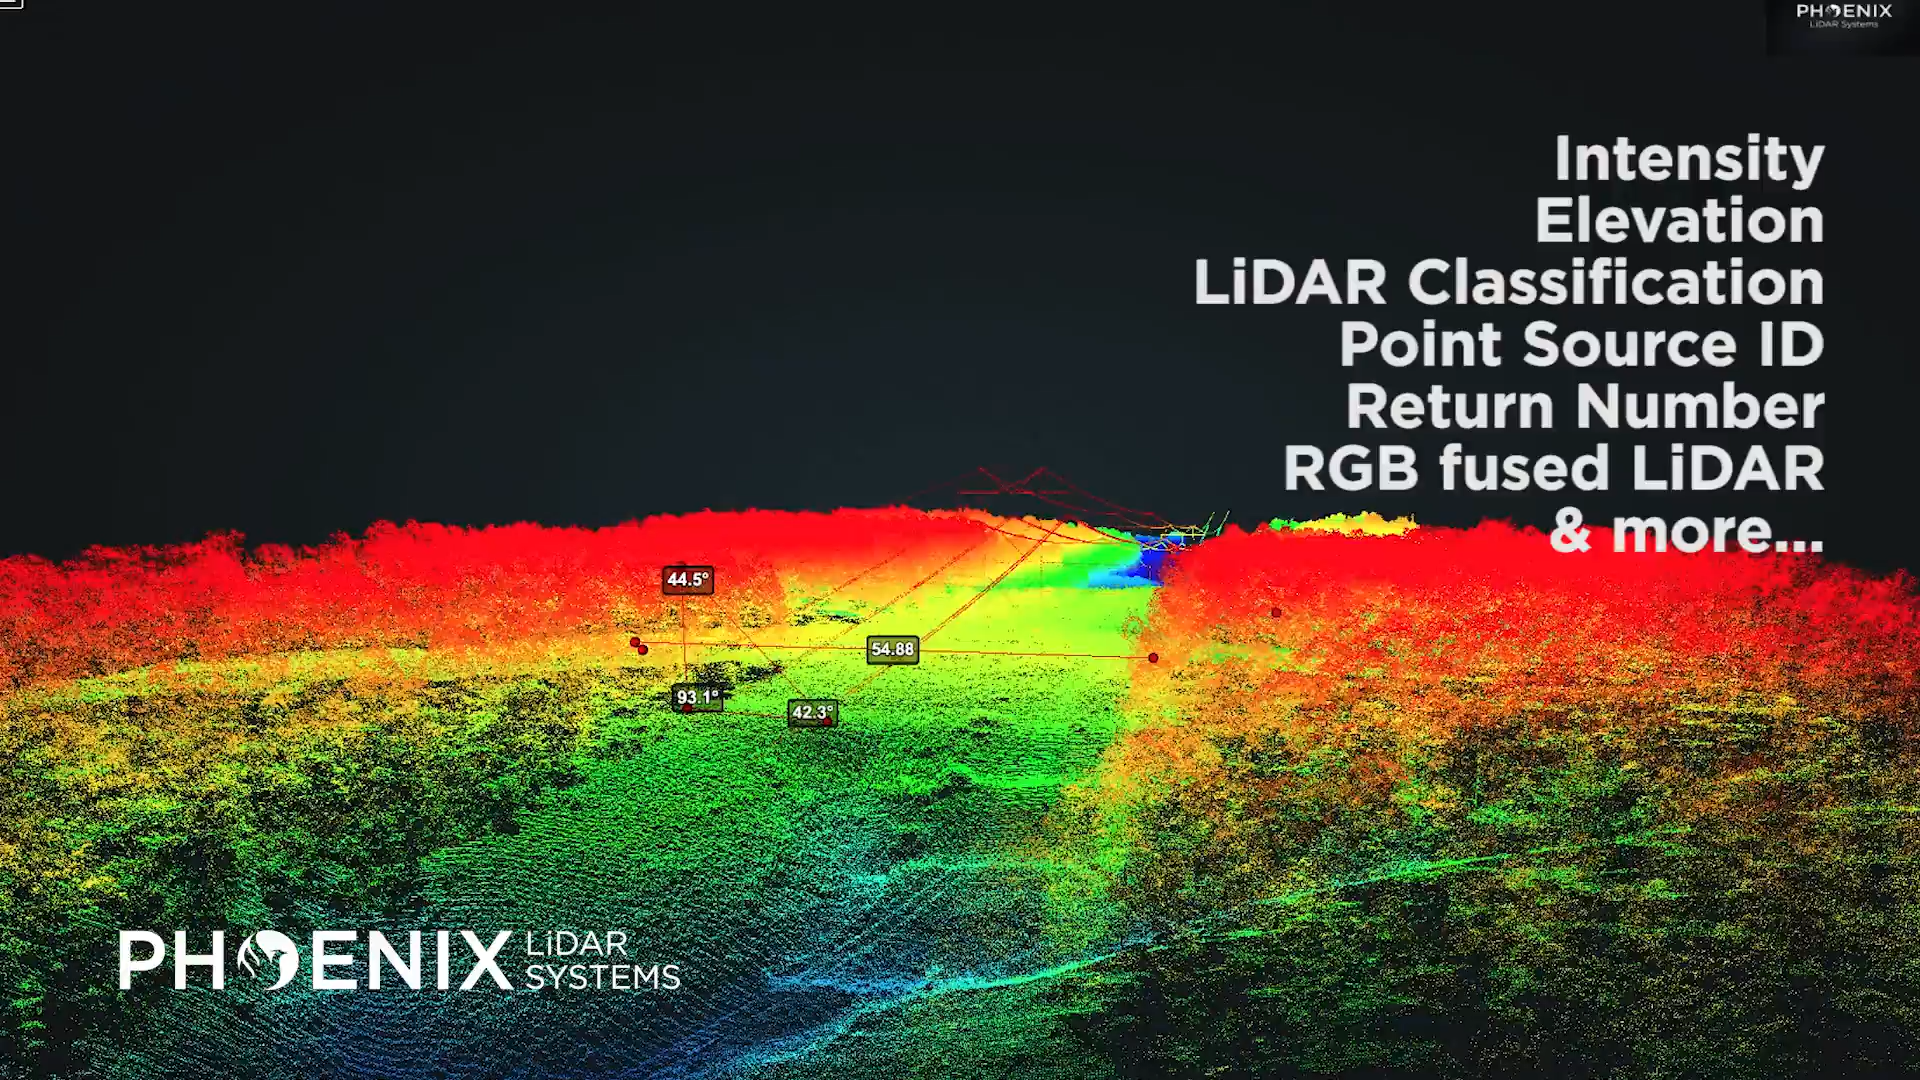 PHOENIX
LiDAR Systems
Intensity
Elevation
LiDAR Classification
Point Source ID
Return Number
RGB fused LiDAR
& more...
44.5°
54.88
93.1°
42.3°
PHOENIX LiDAR
SYSTEMS